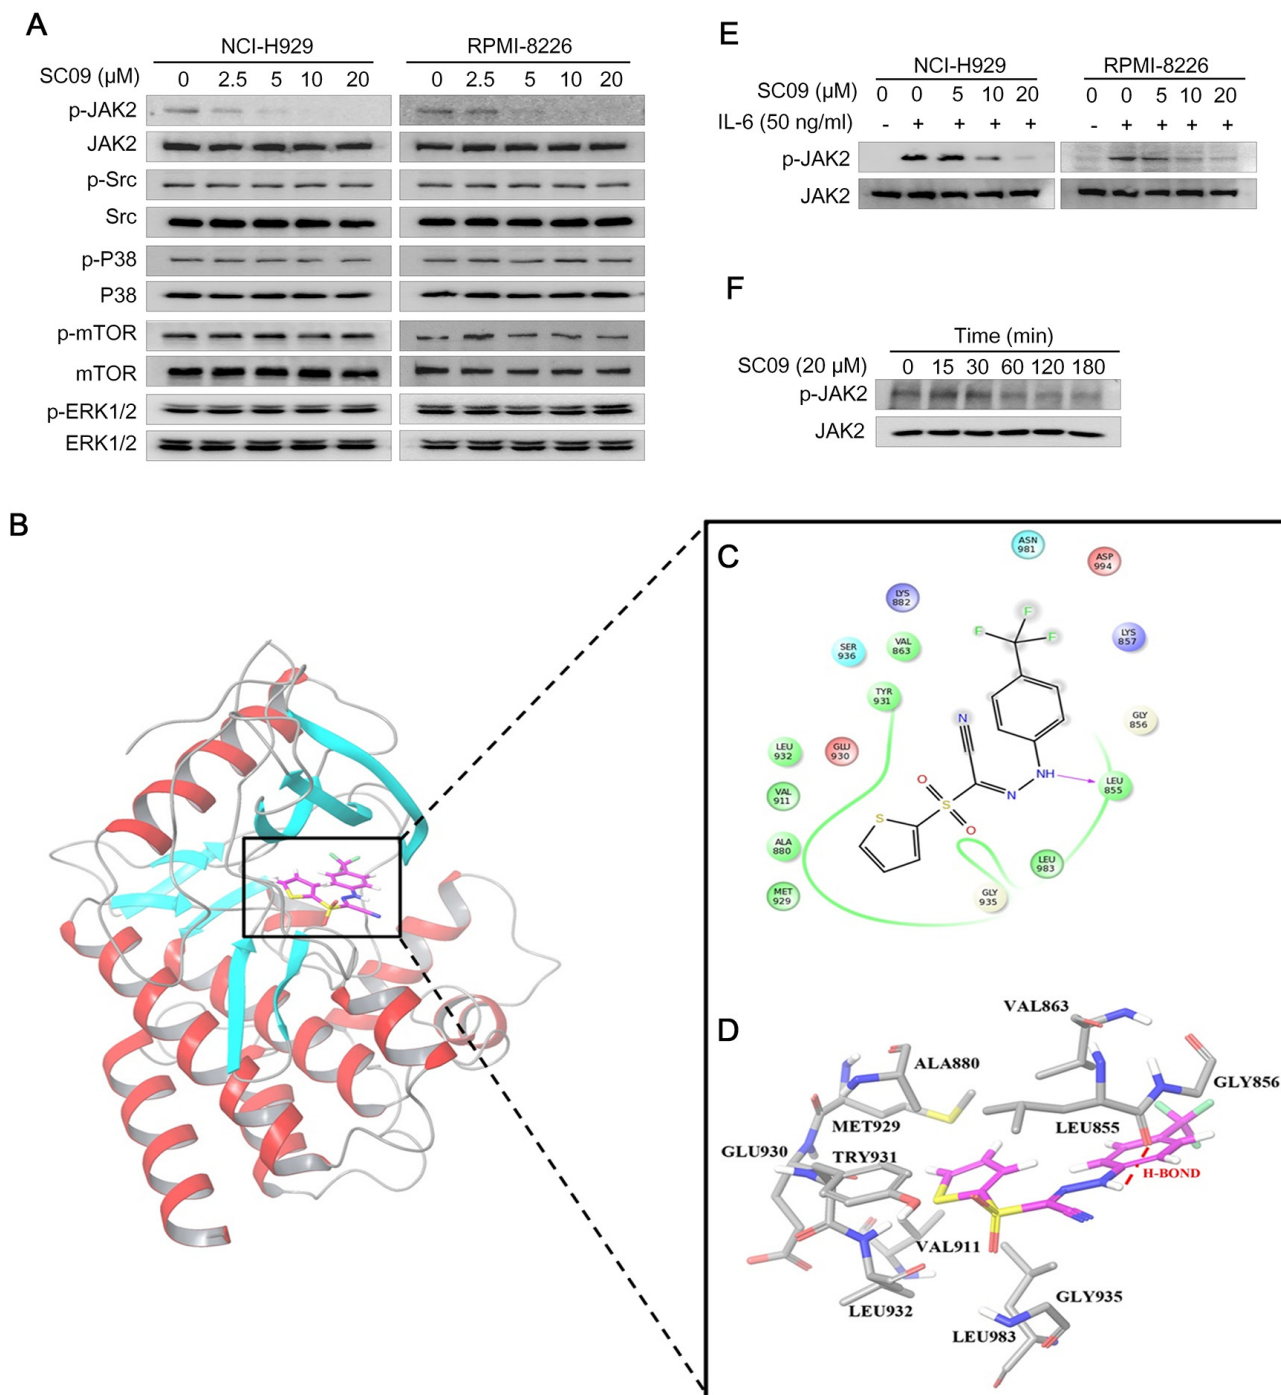 A
NCI-H929 RPMI-8226
SC09 (µM) 0 2.5 5 10 20 0 2.5 5 10 20
p-JAK2
JAK2
p-Src
Src
p-P38
P38
p-mTOR
mTOR
p-ERK1/2
ERK1/2
E
NCI-H929 RPMI-8226
SC09 (µM) 0 0 5 10 20 0 0 5 10 20
IL-6 (50 ng/ml) - + + + + - + + + +
p-JAK2
JAK2
F
Time (min)
SC09 (20 µM) 0 15 30 60 120 180
p-JAK2
JAK2
B
C
ASN
981
ASP
994
LYS
882
F
F
F
LYS
857
SER
936
VAL
863
TYR
931
N
GLY
856
LEU
932
GLU
930
NH
LEU
855
O
N
VAL
911
S
O
S
ALA
880
LEU
983
MET
929
GLY
935
D
VAL863
ALA880
GLY856
MET929
LEU855
GLU930
TRY931
H-BOND
VAL911
LEU932
GLY935
LEU983